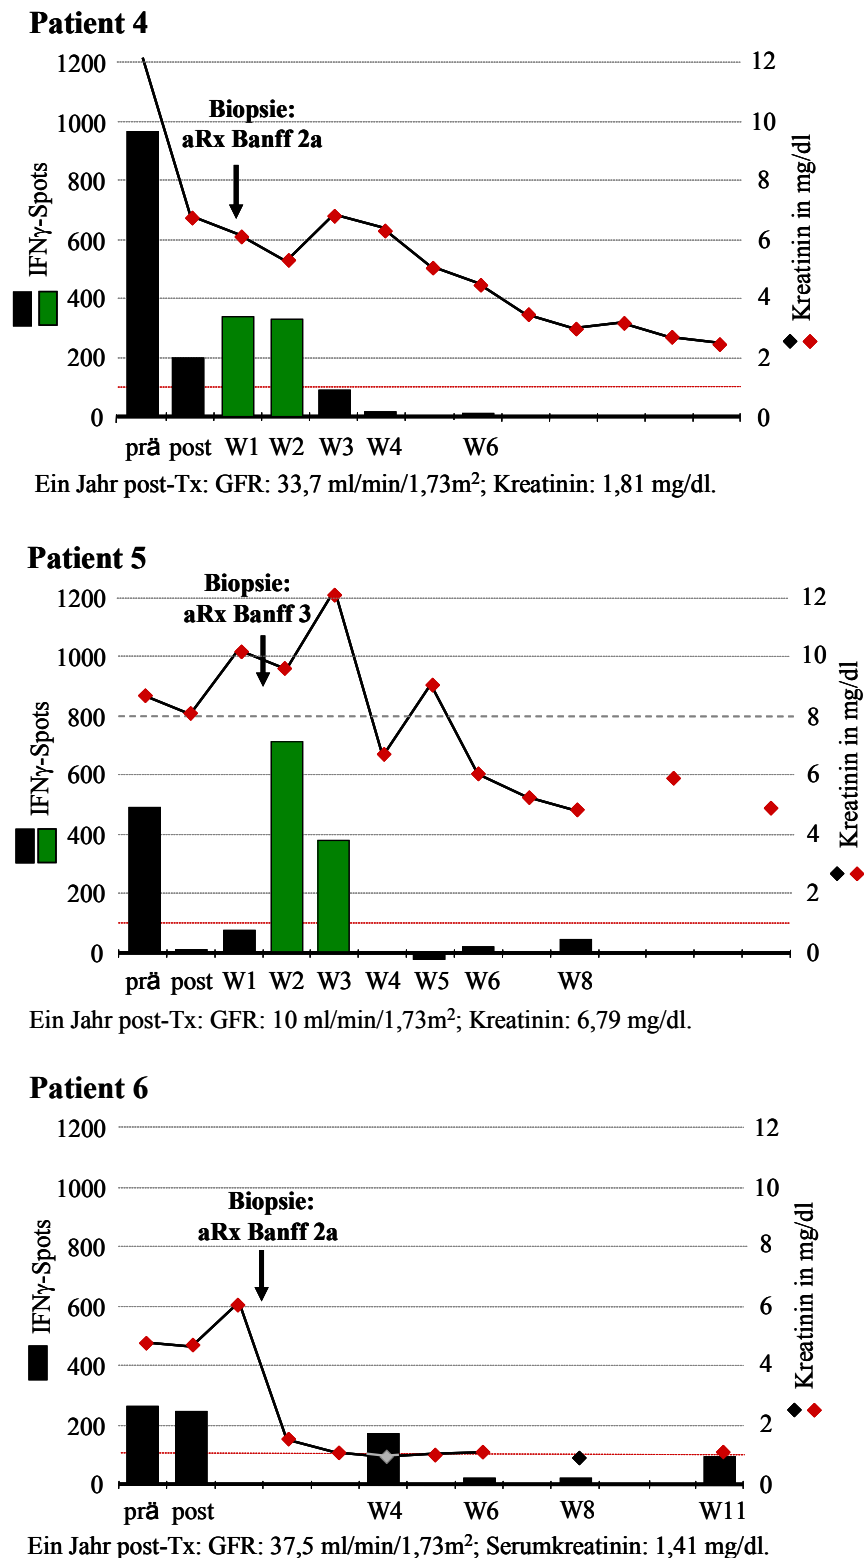 Patient 4
1200
1000
800
600
400
200
0
IFNγ-Spots
Biopsie:
aRx Banff 2a
12
10
8
6
4
2
0
Kreatinin in mg/dl
prä post W1 W2 W3 W4 W6
Ein Jahr post-Tx: GFR: 33,7 ml/min/1,73m²; Kreatinin: 1,81 mg/dl.
Patient 5
1200
1000
800
600
400
200
0
IFNγ-Spots
Biopsie:
aRx Banff 3
12
10
8
6
4
2
0
Kreatinin in mg/dl
prä post W1 W2 W3 W4 W5 W6 W8
Ein Jahr post-Tx: GFR: 10 ml/min/1,73m²; Kreatinin: 6,79 mg/dl.
Patient 6
1200
1000
800
600
400
200
0
IFNγ-Spots
Biopsie:
aRx Banff 2a
12
10
8
6
4
2
0
Kreatinin in mg/dl
prä post W4 W6 W8 W11
Ein Jahr post-Tx: GFR: 37,5 ml/min/1,73m²; Serumkreatinin: 1,41 mg/dl.